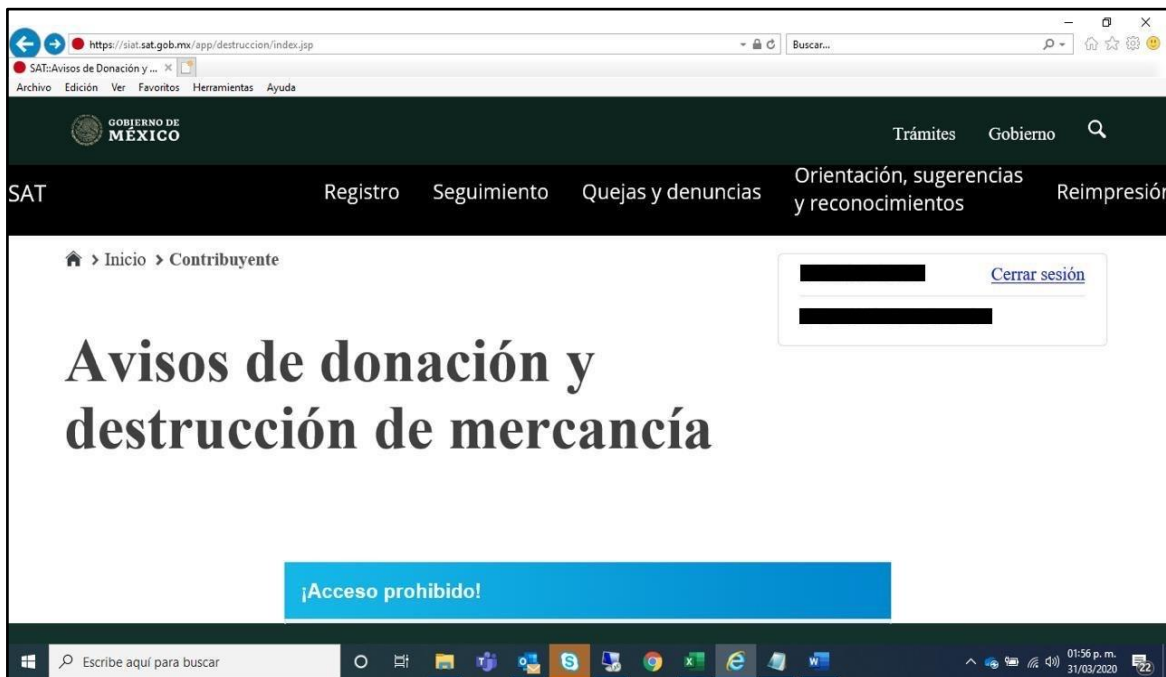 https://siat.sat.gob.mx/app/destruccion/index.jsp
Buscar...
SAT::Avisos de Donación y ...
Archivo Edición Ver Favoritos Herramientas Ayuda
GOBIERNO DE
MÉXICO
Trámites Gobierno
SAT Registro Seguimiento Quejas y denuncias Orientación, sugerencias
y reconocimientos Reimpresión
Inicio > Contribuyente
Cerrar sesión
Avisos de donación y
destrucción de mercancía
¡Acceso prohibido!
Escribe aquí para buscar
01:56 p. m.
31/03/2020
22